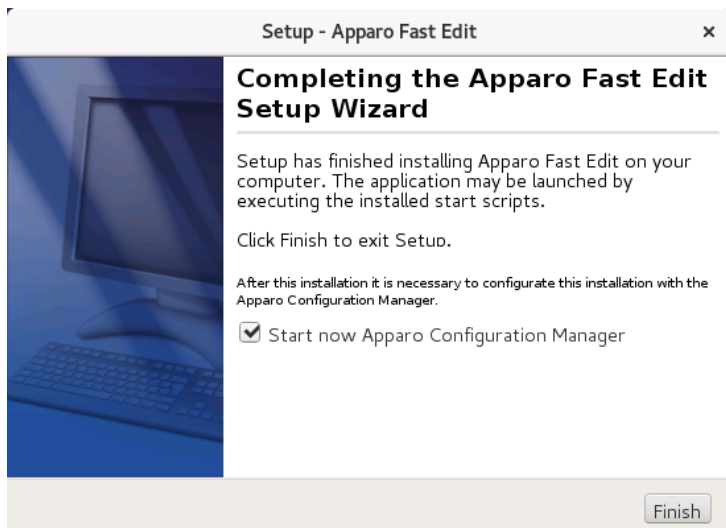 Setup - Apparo Fast Edit
Completing the Apparo Fast Edit
Setup Wizard
Setup has finished installing Apparo Fast Edit on your
computer. The application may be launched by
executing the installed start scripts.
Click Finish to exit Setup.
After this installation it is necessary to configurate this installation with the
Apparo Configuration Manager.
Start now Apparo Configuration Manager
Finish